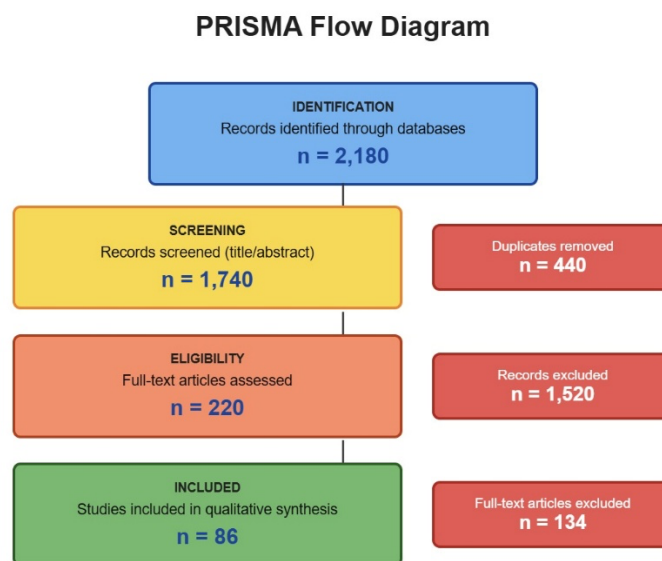 PRISMA Flow Diagram
IDENTIFICATION
Records identified through databases
n = 2,180
SCREENING
Records screened (title/abstract)
n = 1,740
Duplicates removed
n = 440
ELIGIBILITY
Full-text articles assessed
n = 220
Records excluded
n = 1,520
INCLUDED
Studies included in qualitative synthesis
n = 86
Full-text articles excluded
n = 134